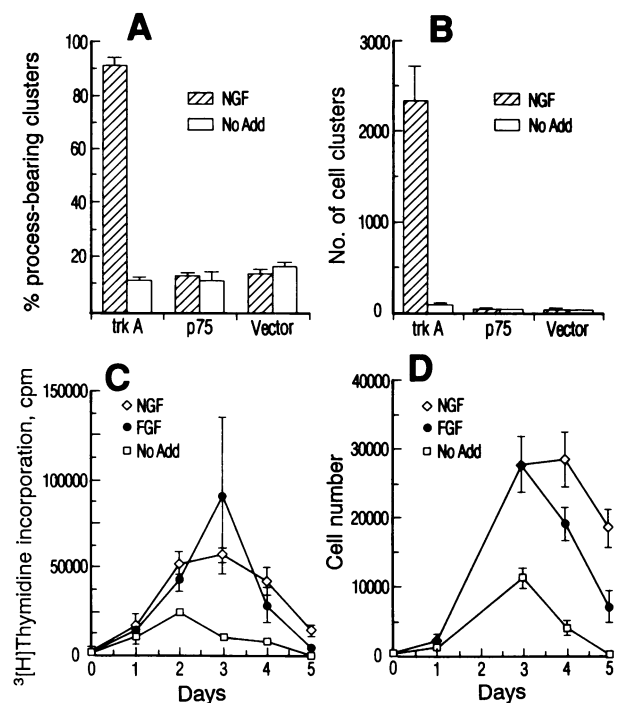 A
% process-bearing clusters
100
80
60
40
20
NGF
No Add
trk A p75 Vector
B
No. of cell clusters
3000
2000
1000
0
NGF
No Add
trk A p75 Vector
C
³[H]Thymidine incorporation, cpm
150000
100000
50000
0
NGF
FGF
No Add
0 1 2 3 4 5
Days
D
Cell number
40000
30000
20000
10000
0
NGF
FGF
No Add
0 1 2 3 4 5
Days